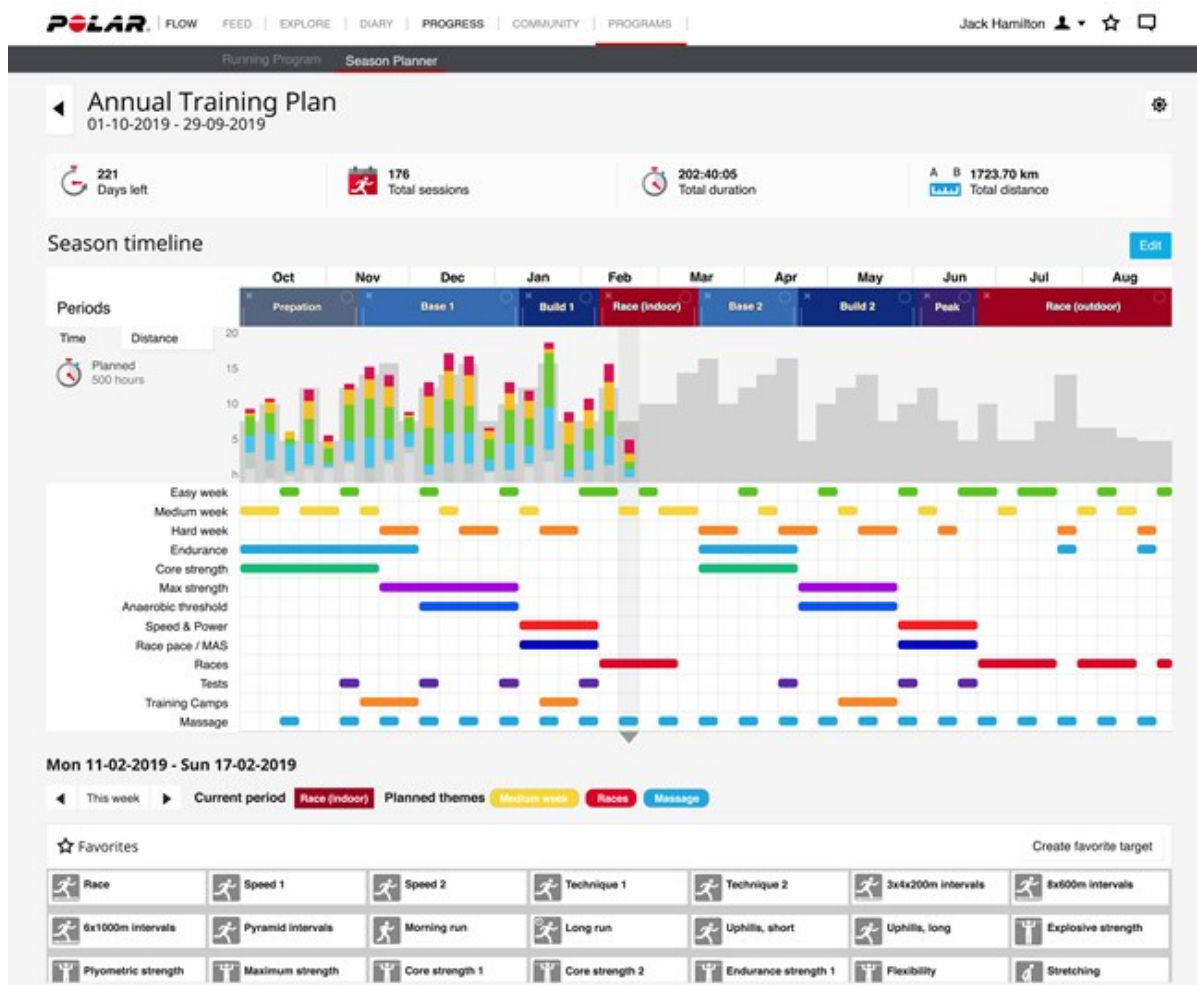 POLAR. FLOW FEED EXPLORE DIARY PROGRESS COMMUNITY PROGRAMS Jack Hamilton
Running Program Season Planner
Annual Training Plan
01-10-2019 - 29-09-2019
221
Days left
176
Total sessions
202:40:05
Total duration
A B 1723.70 km
Total distance
Season timeline Edit
Oct Nov Dec Jan Feb Mar Apr May Jun Jul Aug
Periods Prepation Base 1 Build 1 Race (indoor) Base 2 Build 2 Peak Race (outdoor)
Time Distance
Planned
500 hours
20
15
10
5
h
Easy week
Medium week
Hard week
Endurance
Core strength
Max strength
Anaerobic threshold
Speed & Power
Race pace / MAS
Races
Tests
Training Camps
Massage
Mon 11-02-2019 - Sun 17-02-2019
This week Current period Race (Indoor) Planned themes Medium week Races Massage
Favorites Create favorite target
Race Speed 1 Speed 2 Technique 1 Technique 2 3x4x200m intervals 8x600m intervals
6x1000m intervals Pyramid intervals Morning run Long run Uphills, short Uphills, long Explosive strength
Plyometric strength Maximum strength Core strength 1 Core strength 2 Endurance strength 1 Flexibility Stretching